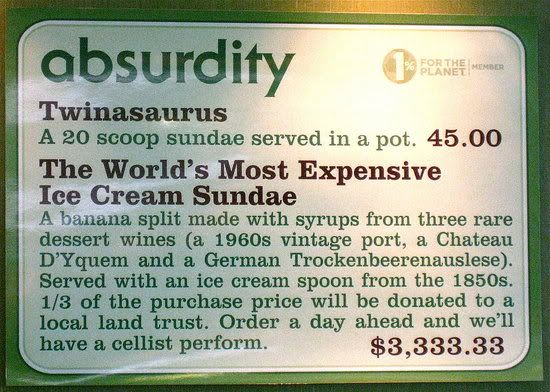 absurdity
1% FOR THE
PLANET MEMBER
Twinasaurus
A 20 scoop sundae served in a pot. 45.00
The World's Most Expensive
Ice Cream Sundae
A banana split made with syrups from three rare
dessert wines (a 1960s vintage port, a Chateau
D'Yquem and a German Trockenbeerenauslese).
Served with an ice cream spoon from the 1850s.
1/3 of the purchase price will be donated to a
local land trust. Order a day ahead and we'll
have a cellist perform. $3,333.33